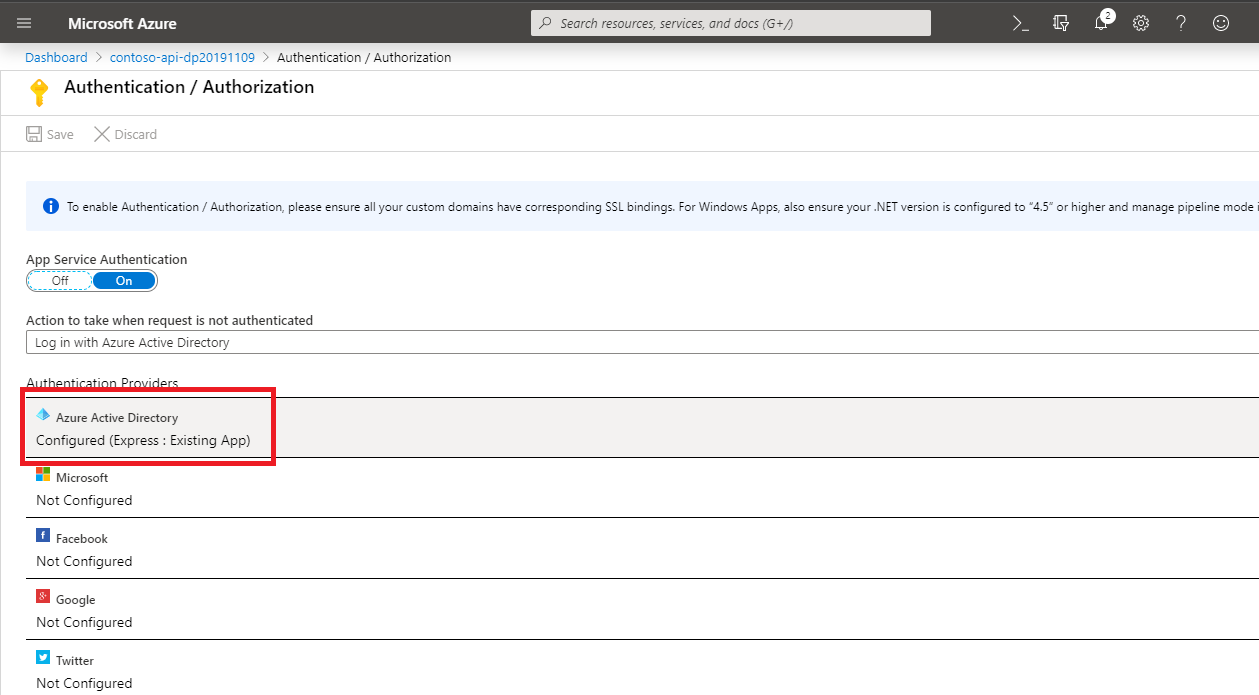 Microsoft Azure
Search resources, services, and docs (G+/)
2
Dashboard > contoso-api-dp20191109 > Authentication / Authorization
Authentication / Authorization
Save Discard
To enable Authentication / Authorization, please ensure all your custom domains have corresponding SSL bindings. For Windows Apps, also ensure your .NET version is configured to “4.5” or higher and manage pipeline mode
App Service Authentication
Off On
Action to take when request is not authenticated
Log in with Azure Active Directory
Authentication Providers
Azure Active Directory
Configured (Express : Existing App)
Microsoft
Not Configured
Facebook
Not Configured
Google
Not Configured
Twitter
Not Configured